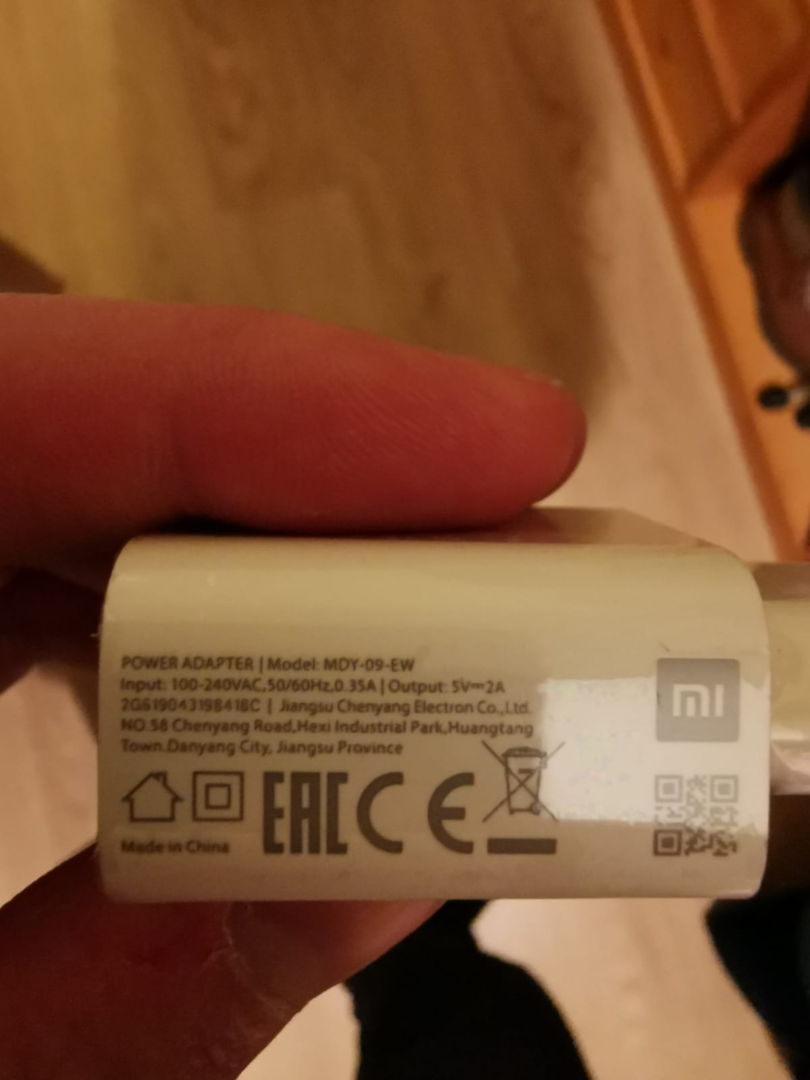 POWER ADAPTER | Model: MDY-09-EW
Input: 100-240VAC,50/60Hz,0.35A | Output: 5V⎓2A
2G619043198418C | Jiangsu Chenyang Electron Co.,Ltd.
NO.58 Chenyang Road,Hexi Industrial Park,Huangtang
Town.Danyang City, Jiangsu Province
EAC CE
Made in China
mi